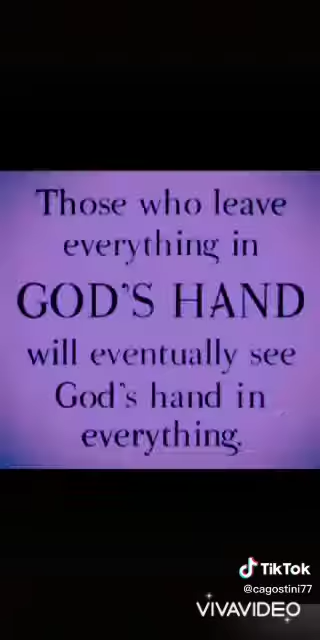 Those who leave
everything in
GOD'S HAND
will eventually see
God's hand in
everything.
TikTok
@cagostini77
VIVAVIDEO